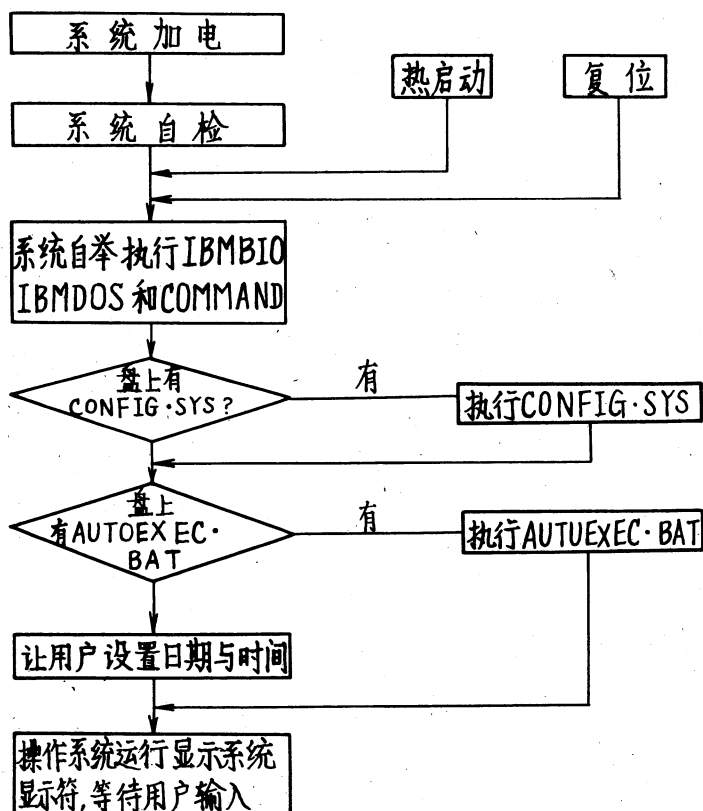 系统加电
热启动
复位
系统自检
系统自举执行IBMBIO
IBMDOS和COMMAND
盘上有
CONFIG·SYS?
有
执行CONFIG·SYS
盘上
有AUTOEXEC·
BAT
有
执行AUTUEXEC·BAT
让用户设置日期与时间
操作系统运行显示系统
显示符,等待用户输入